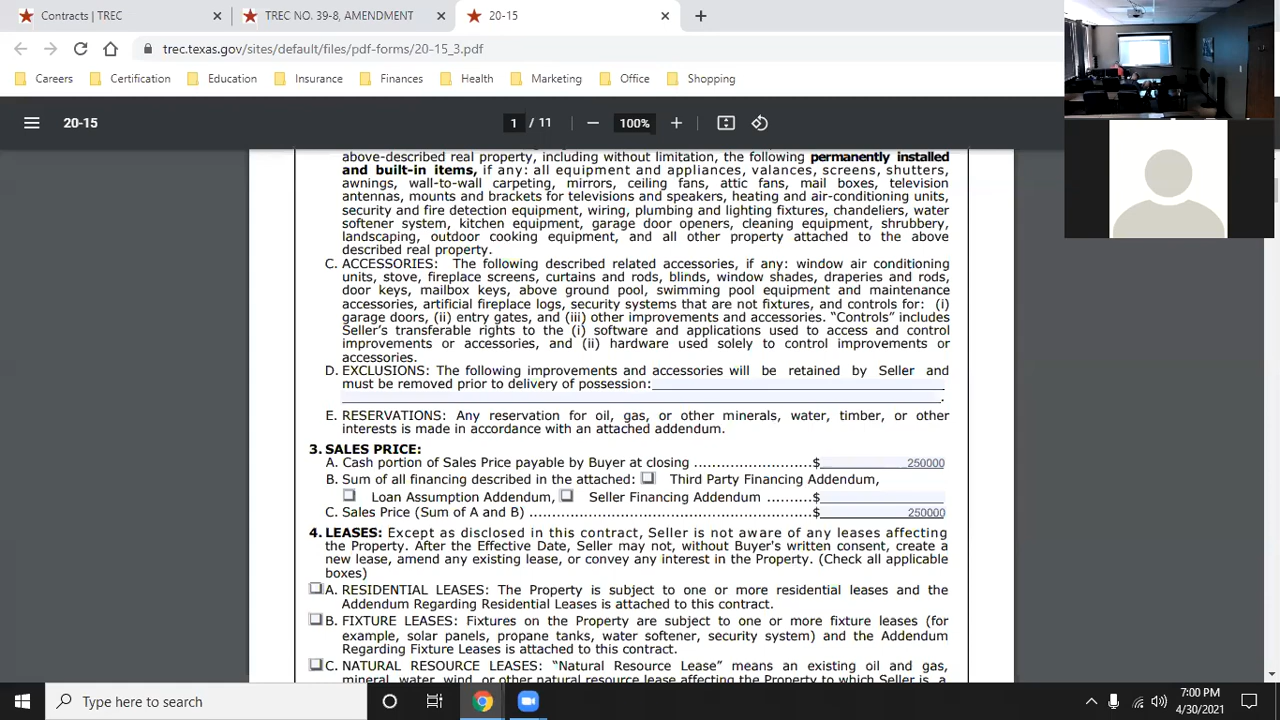 Contracts | TREC
TREC NO. 39-8, AMENDMENT
20-15
trec.texas.gov/sites/default/files/pdf-forms/20-15_3.pdf
Careers Certification Education Insurance Finances Health Marketing Office Shopping
20-15
1 / 11
100%
above-described real property, including without limitation, the following permanently installed
and built-in items, if any: all equipment and appliances, valances, screens, shutters,
awnings, wall-to-wall carpeting, mirrors, ceiling fans, attic fans, mail boxes, television
antennas, mounts and brackets for televisions and speakers, heating and air-conditioning units,
security and fire detection equipment, wiring, plumbing and lighting fixtures, chandeliers, water
softener system, kitchen equipment, garage door openers, cleaning equipment, shrubbery,
landscaping, outdoor cooking equipment, and all other property attached to the above
described real property.
C. ACCESSORIES: The following described related accessories, if any: window air conditioning
units, stove, fireplace screens, curtains and rods, blinds, window shades, draperies and rods,
door keys, mailbox keys, above ground pool, swimming pool equipment and maintenance
accessories, artificial fireplace logs, security systems that are not fixtures, and controls for: (i)
garage doors, (ii) entry gates, and (iii) other improvements and accessories. “Controls” includes
Seller’s transferable rights to the (i) software and applications used to access and control
improvements or accessories, and (ii) hardware used solely to control improvements or
accessories.
D. EXCLUSIONS: The following improvements and accessories will be retained by Seller and
must be removed prior to delivery of possession:
.
E. RESERVATIONS: Any reservation for oil, gas, or other minerals, water, timber, or other
interests is made in accordance with an attached addendum.
3. SALES PRICE:
A. Cash portion of Sales Price payable by Buyer at closing ..............................$ 250000
B. Sum of all financing described in the attached: Third Party Financing Addendum,
Loan Assumption Addendum, Seller Financing Addendum ..........$
C. Sales Price (Sum of A and B) ..............................................................$ 250000
4. LEASES: Except as disclosed in this contract, Seller is not aware of any leases affecting
the Property. After the Effective Date, Seller may not, without Buyer's written consent, create a
new lease, amend any existing lease, or convey any interest in the Property. (Check all applicable
boxes)
A. RESIDENTIAL LEASES: The Property is subject to one or more residential leases and the
Addendum Regarding Residential Leases is attached to this contract.
B. FIXTURE LEASES: Fixtures on the Property are subject to one or more fixture leases (for
example, solar panels, propane tanks, water softener, security system) and the Addendum
Regarding Fixture Leases is attached to this contract.
C. NATURAL RESOURCE LEASES: “Natural Resource Lease” means an existing oil and gas,
mineral, water, wind, or other natural resource lease affecting the Property to which Seller is a
Type here to search
7:00 PM
4/30/2021